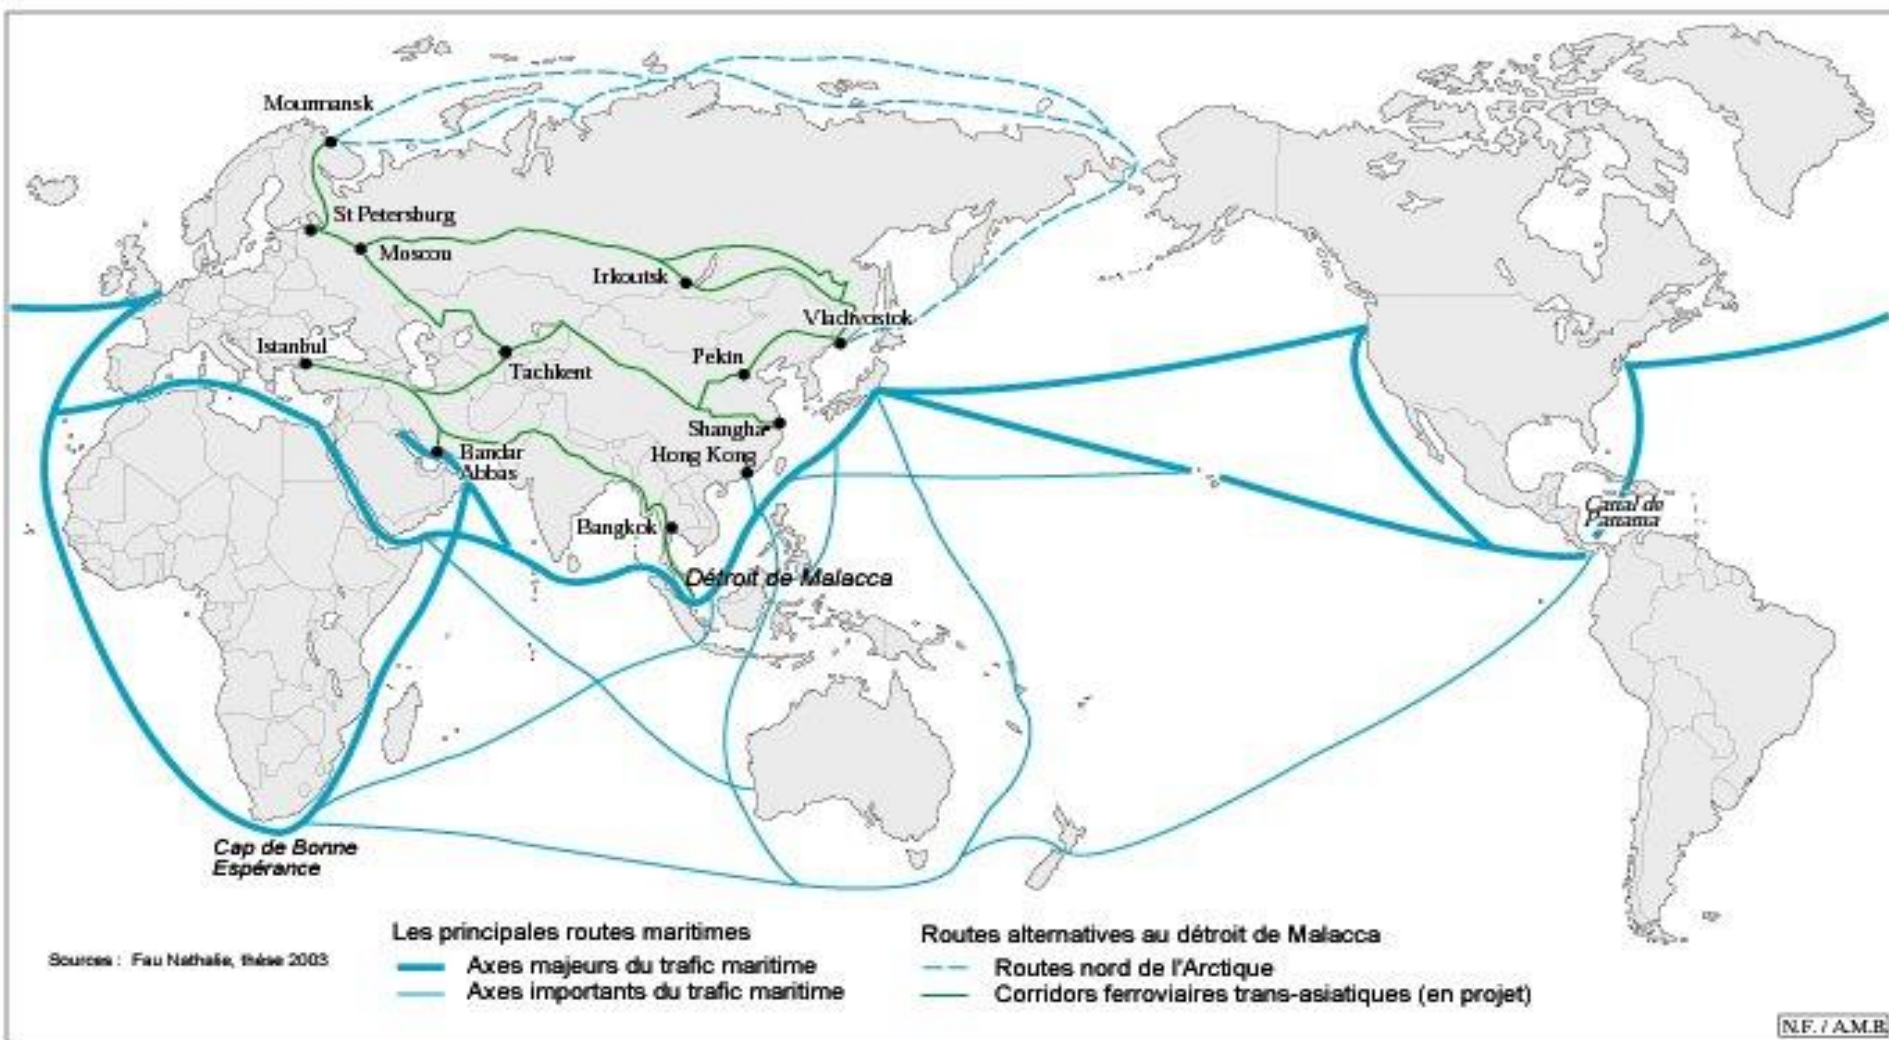 Mourmansk
St Petersburg
Moscou
Irkoutsk
Vladivostok
Istanbul
Pekin
Tachkent
Shanghai
Bandar
Abbas
Hong Kong
Bangkok
Canal de
Panama
Détroit de Malacca
Cap de Bonne
Espérance
Les principales routes maritimes
Axes majeurs du trafic maritime
Axes importants du trafic maritime
Routes alternatives au détroit de Malacca
Routes nord de l'Arctique
Corridors ferroviaires trans-asiatiques (en projet)
Sources : Fau Nathalie, thèse 2003
N.F. / A.M.B.